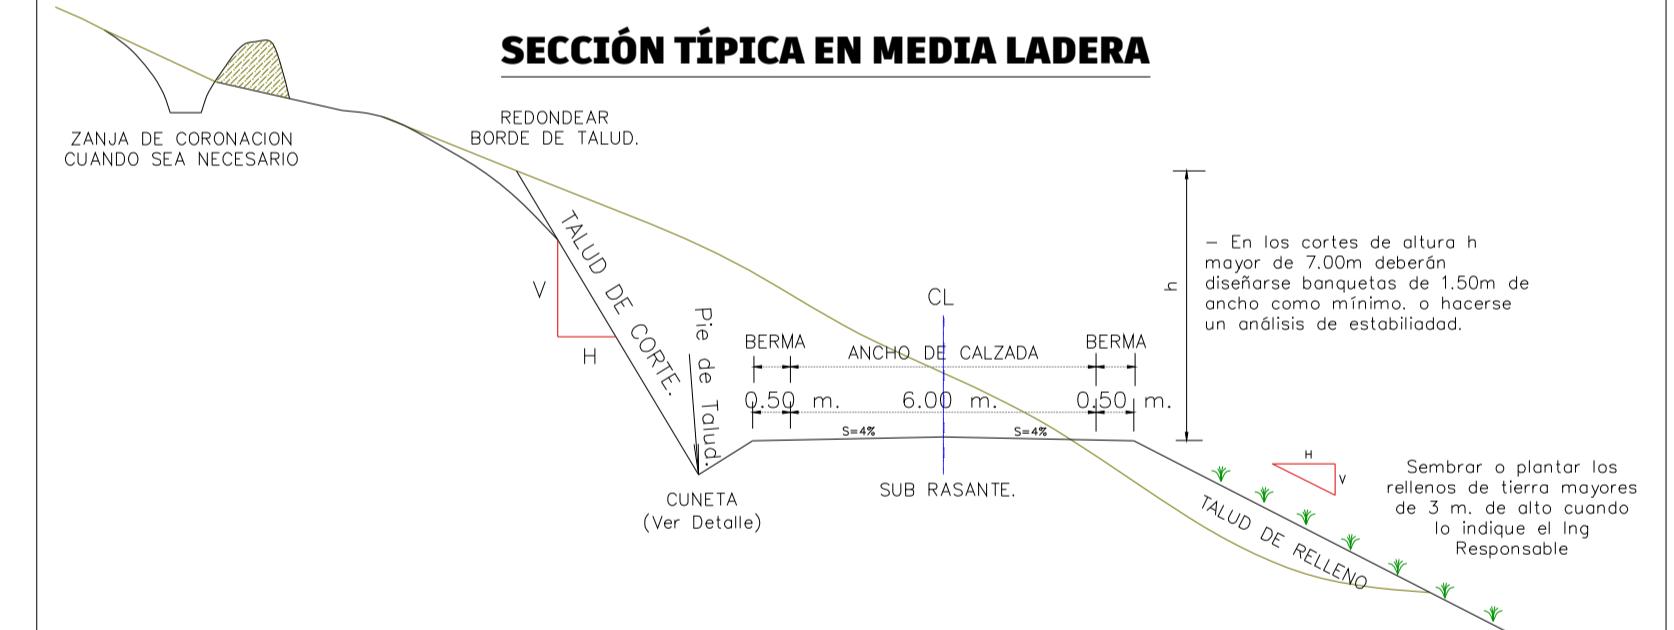 SECCIÓN TÍPICA EN MEDIA LADERA
ZANJA DE CORONACION
CUANDO SEA NECESARIO
REDONDEAR
BORDE DE TALUD.
TALUD DE CORTE.
V
H
Pie de Talud.
CUNETA
(Ver Detalle)
CL
BERMA
ANCHO DE CALZADA
BERMA
0.50 m.
6.00 m.
0.50 m.
S=4%
S=4%
SUB RASANTE.
h
- En los cortes de altura h
mayor de 7.00m deberán
diseñarse banquetas de 1.50m de
ancho como mínimo. o hacerse
un análisis de estabiliadad.
H
V
TALUD DE RELLENO
Sembrar o plantar los
rellenos de tierra mayores
de 3 m. de alto cuando
lo indique el Ing
Responsable